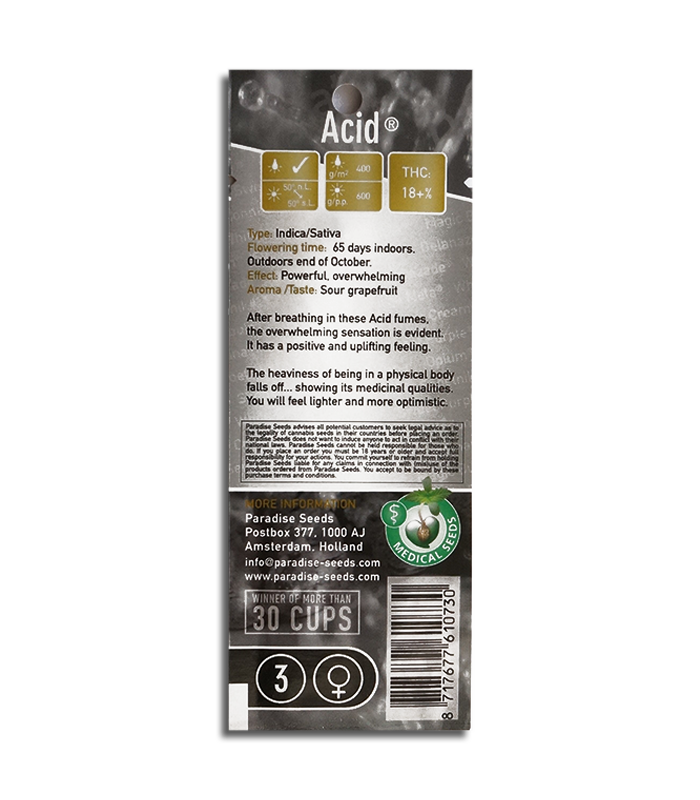 Acid®
g/m² 400
THC:
18+%
50° n.L.
50° s.L.
g/p.p. 600
Type: Indica/Sativa
Flowering time: 65 days indoors.
Outdoors end of October.
Effect: Powerful, overwhelming
Aroma /Taste: Sour grapefruit
After breathing in these Acid fumes,
the overwhelming sensation is evident.
It has a positive and uplifting feeling.
The heaviness of being in a physical body
falls off... showing its medicinal qualities.
You will feel lighter and more optimistic.
Paradise Seeds advises all potential customers to seek legal advice as to
the legality of cannabis seeds in their countries before placing an order.
Paradise Seeds does not want to induce anyone to act in conflict with their
national laws. Paradise Seeds cannot be held responsible for those who
do. If you place an order you must be 18 years or older and accept full
responsibility for your actions. You commit yourself to refrain from holding
Paradise Seeds liable for any claims in connection with (mis)use of the
products ordered from Paradise Seeds. You accept to be bound by these
purchase terms and conditions.
MORE INFORMATION
Paradise Seeds
Postbox 377, 1000 AJ
Amsterdam, Holland
info@paradise-seeds.com
www.paradise-seeds.com
MEDICAL SEEDS
WINNER OF MORE THAN
30 CUPS
3
8 717677 610730